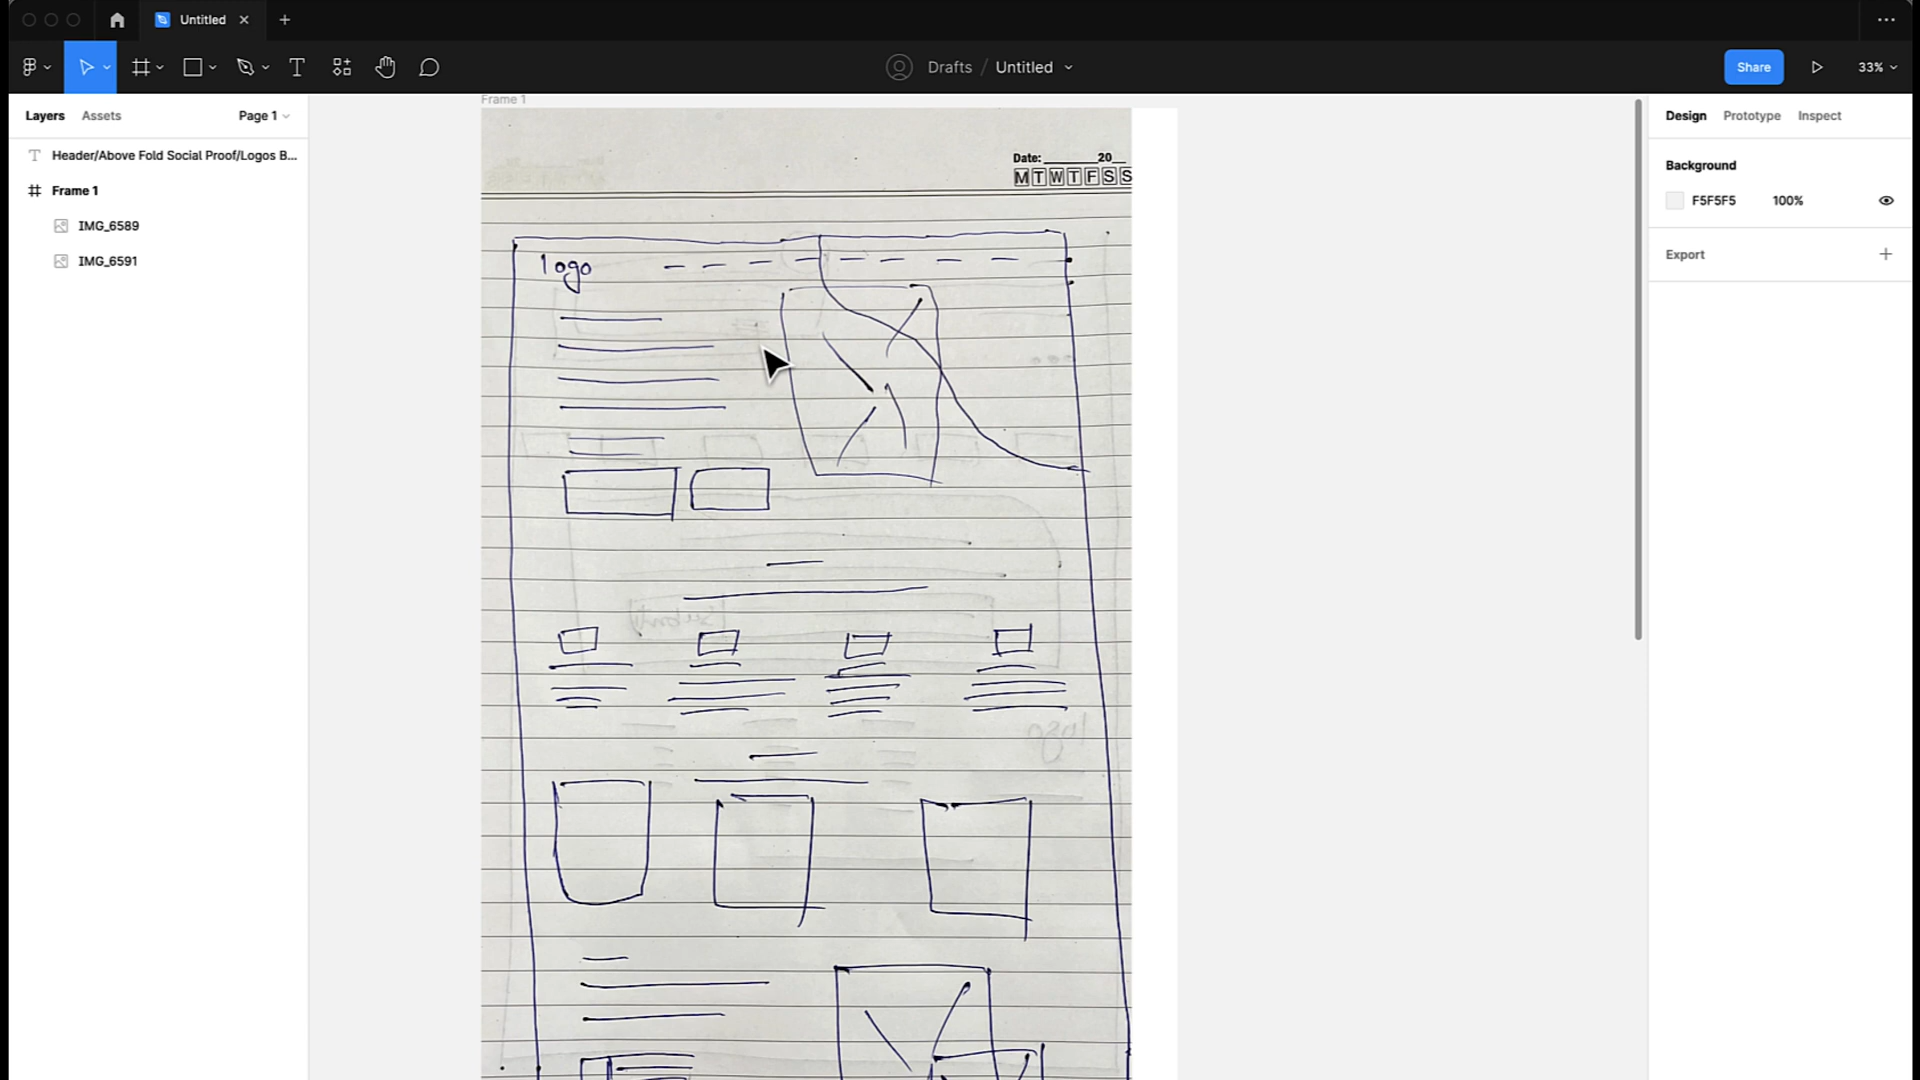 Untitled
Drafts / Untitled
Share
33%
Layers
Assets
Page 1
Header/Above Fold Social Proof/Logos B...
Frame 1
IMG_6589
IMG_6591
Frame 1
Date: ________20__
M T W T F S S
logo
Design
Prototype
Inspect
Background
F5F5F5
100%
Export